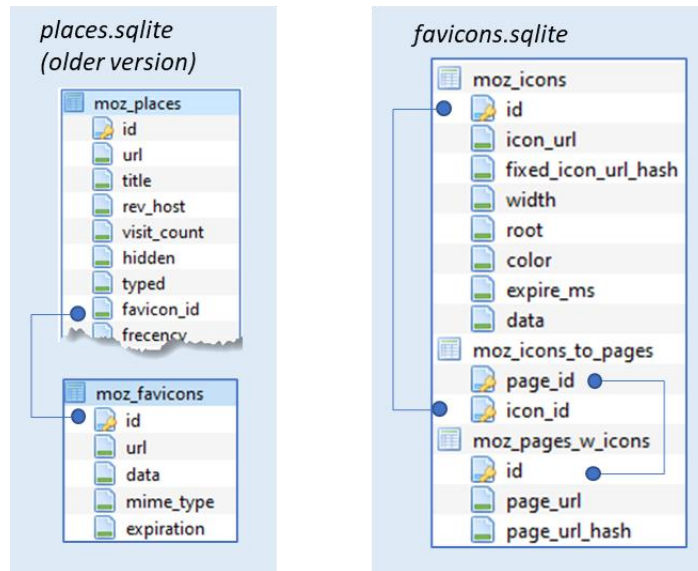 places.sqlite
(older version)
moz_places
id
url
title
rev_host
visit_count
hidden
typed
favicon_id
frecency
moz_favicons
id
url
data
mime_type
expiration
favicons.sqlite
moz_icons
id
icon_url
fixed_icon_url_hash
width
root
color
expire_ms
data
moz_icons_to_pages
page_id
icon_id
moz_pages_w_icons
id
page_url
page_url_hash